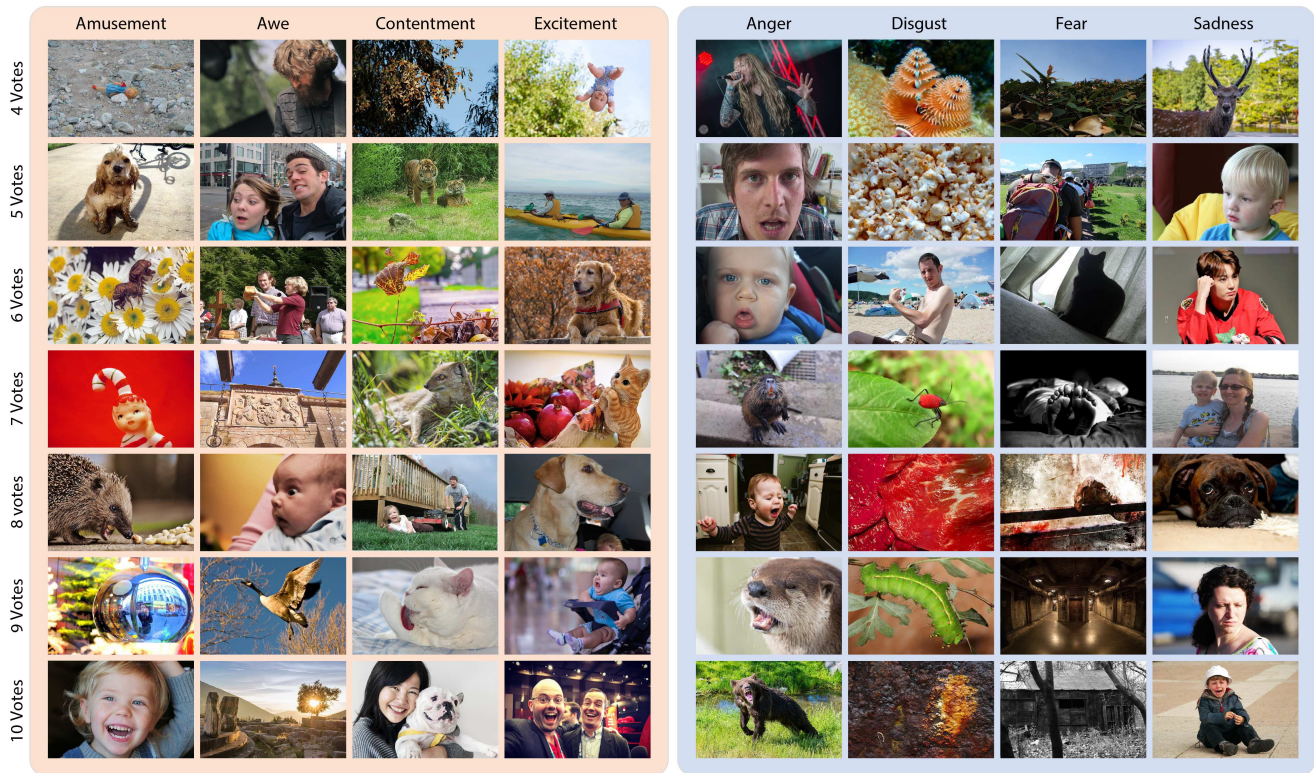 Amusement Awe Contentment Excitement Anger Disgust Fear Sadness
4 Votes
5 Votes
6 Votes
7 Votes
8 votes
9 Votes
10 Votes